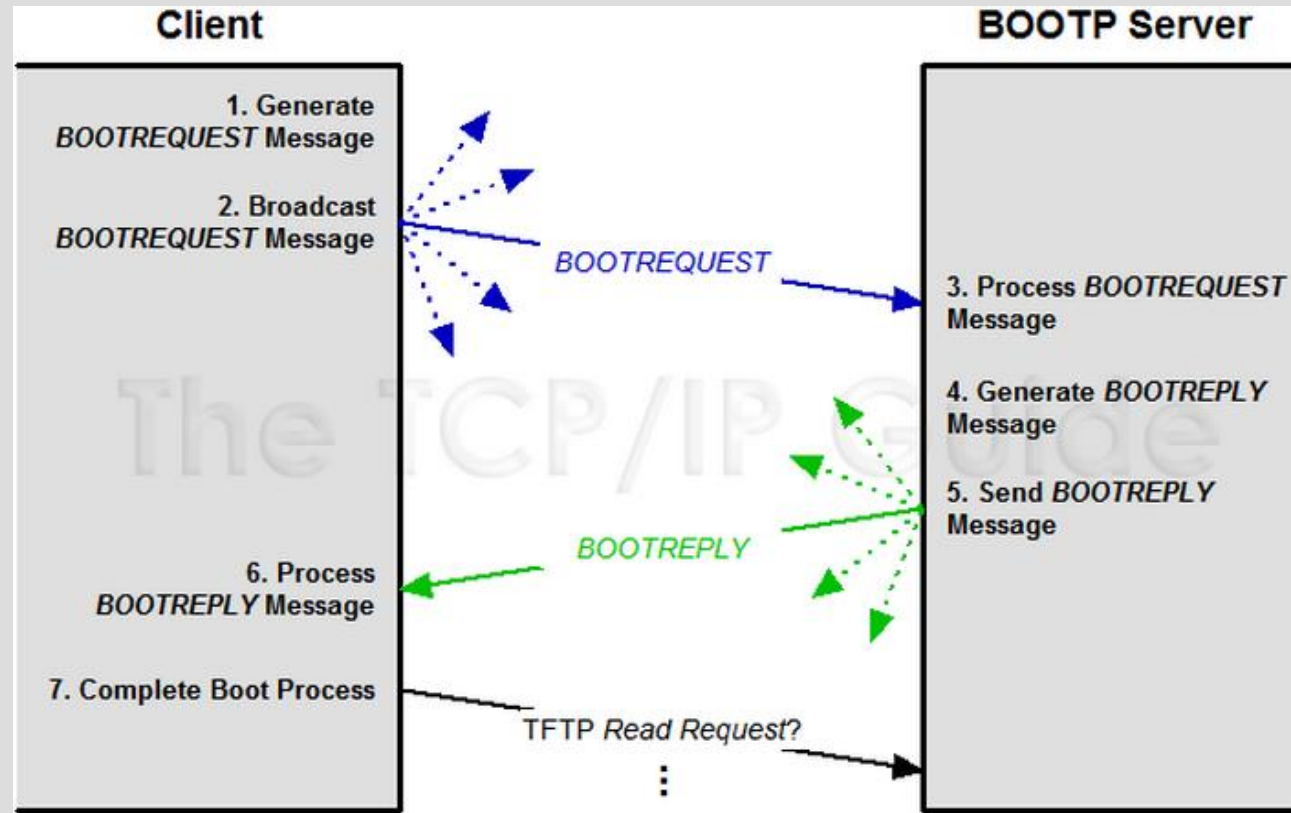 Client
BOOTP Server
1. Generate
BOOTREQUEST Message
2. Broadcast
BOOTREQUEST Message
BOOTREQUEST
3. Process BOOTREQUEST
Message
The TCP/IP Guide
4. Generate BOOTREPLY
Message
5. Send BOOTREPLY
Message
BOOTREPLY
6. Process
BOOTREPLY Message
7. Complete Boot Process
TFTP Read Request?
⋮